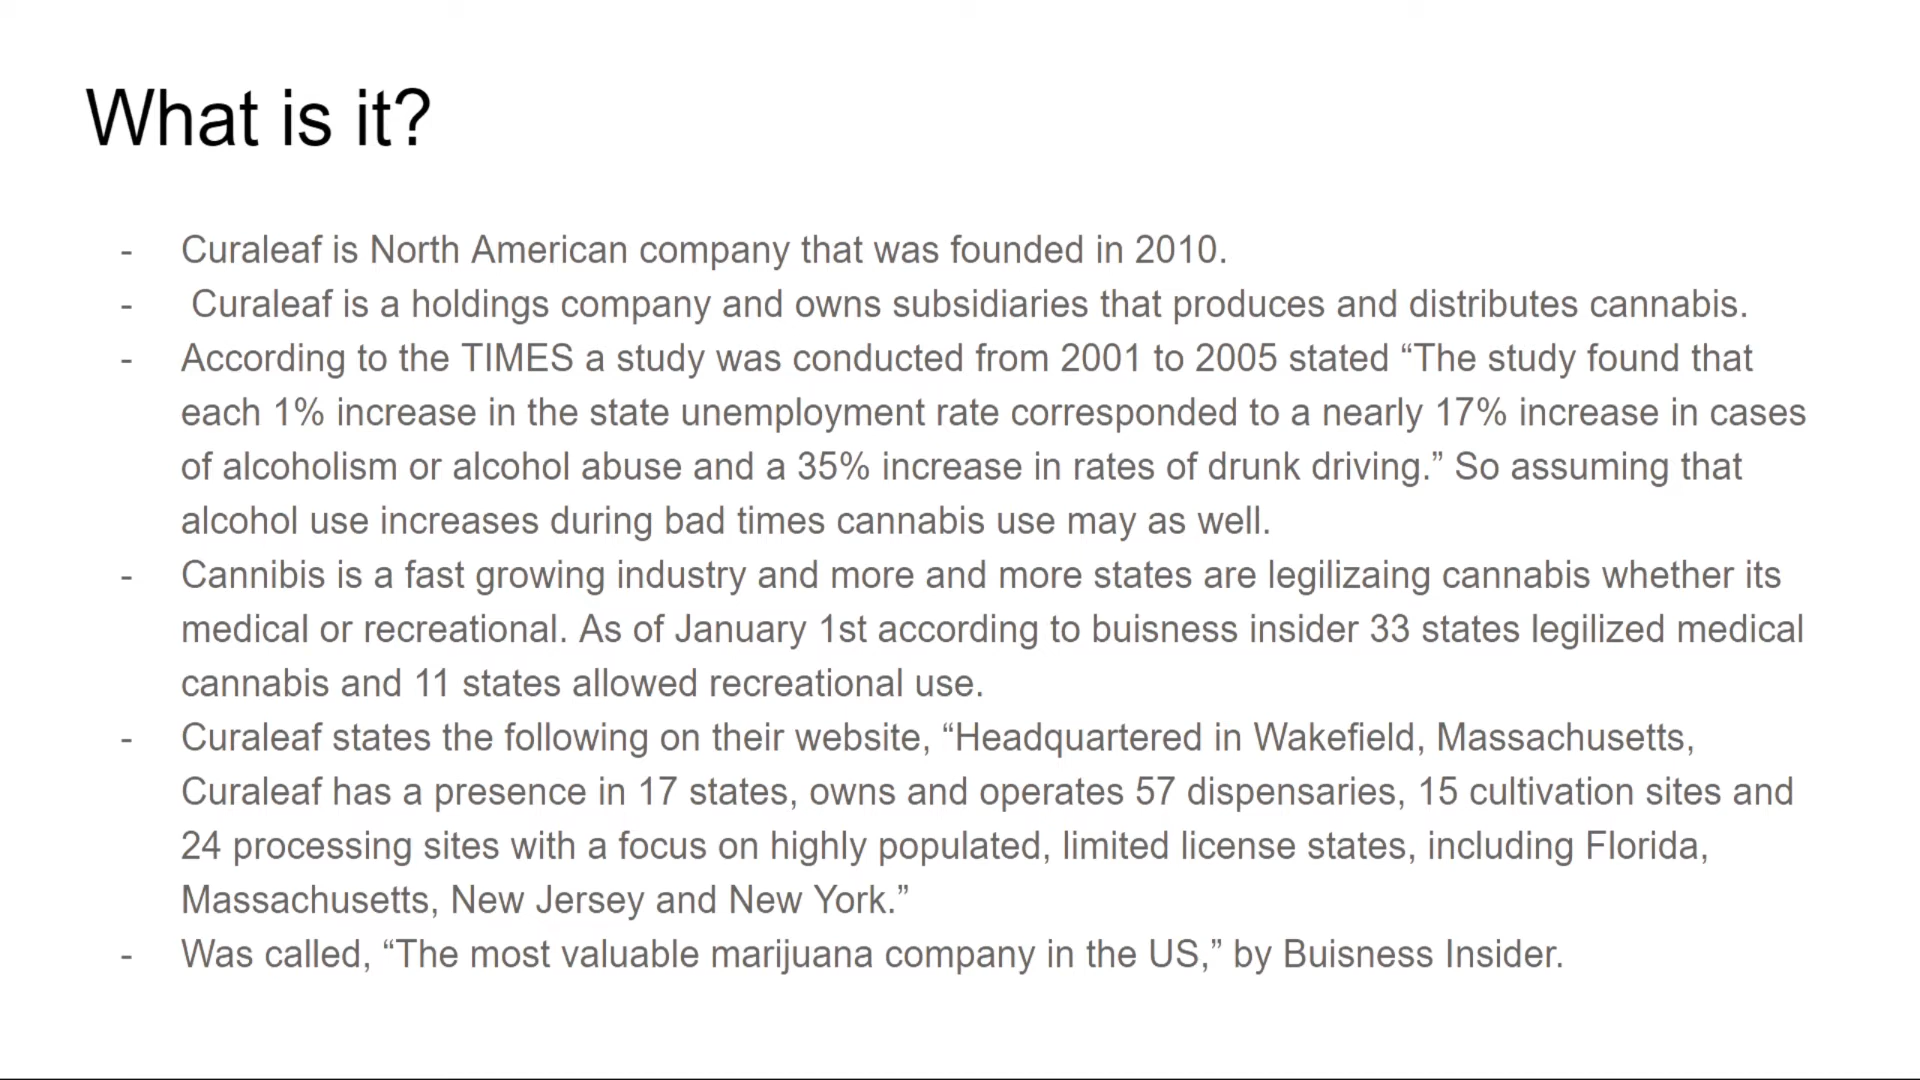 What is it?
- Curaleaf is North American company that was founded in 2010.
- Curaleaf is a holdings company and owns subsidiaries that produces and distributes cannabis.
- According to the TIMES a study was conducted from 2001 to 2005 stated “The study found that
each 1% increase in the state unemployment rate corresponded to a nearly 17% increase in cases
of alcoholism or alcohol abuse and a 35% increase in rates of drunk driving.” So assuming that
alcohol use increases during bad times cannabis use may as well.
- Cannibis is a fast growing industry and more and more states are legilizaing cannabis whether its
medical or recreational. As of January 1st according to buisness insider 33 states legilized medical
cannabis and 11 states allowed recreational use.
- Curaleaf states the following on their website, “Headquartered in Wakefield, Massachusetts,
Curaleaf has a presence in 17 states, owns and operates 57 dispensaries, 15 cultivation sites and
24 processing sites with a focus on highly populated, limited license states, including Florida,
Massachusetts, New Jersey and New York.”
- Was called, “The most valuable marijuana company in the US,” by Buisness Insider.